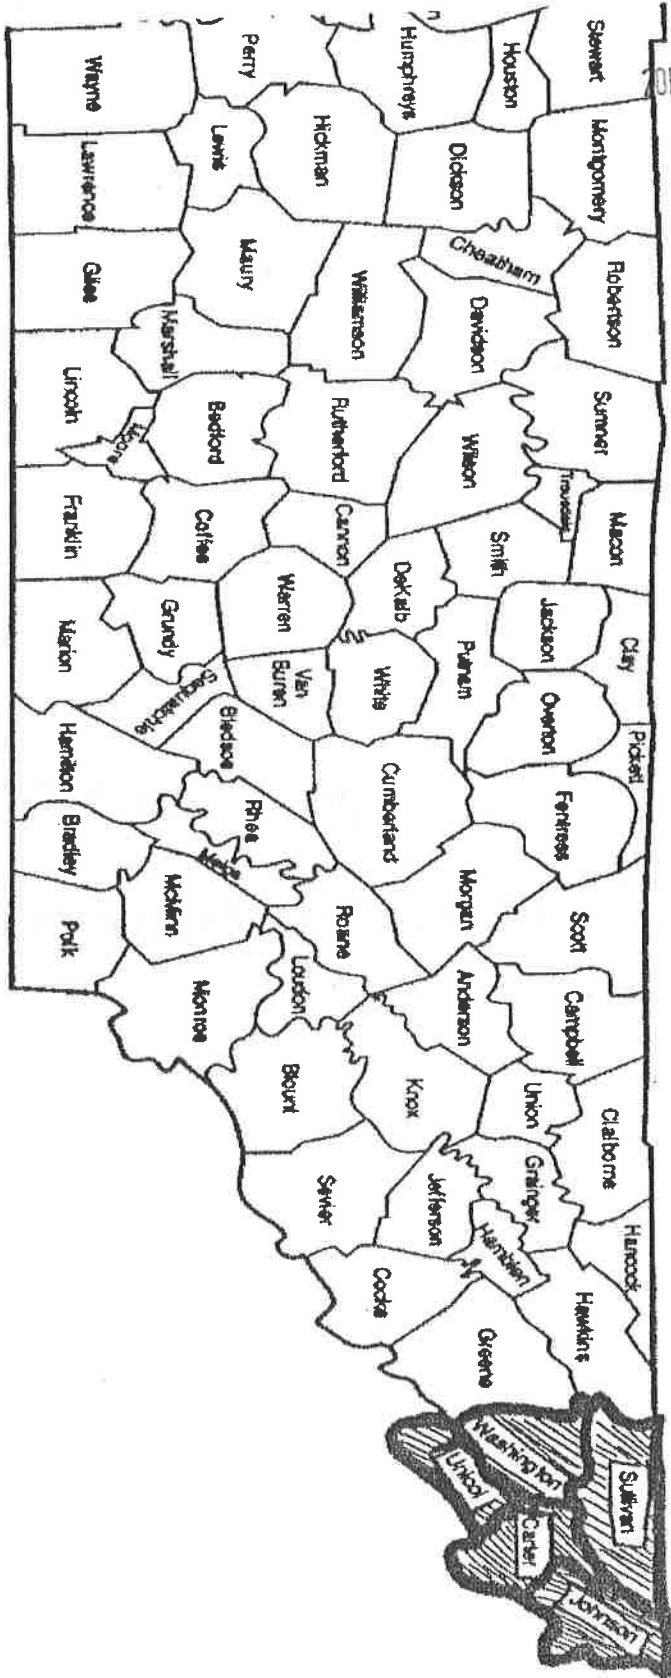 Stewart
Houston
Humphreys
Perry
Wayne
Montgomery
Dickson
Hickman
Lewis
Lawrence
Robertson
Cheatham
Davidson
Williamson
Maury
Giles
Marshall
Sumner
Wilson
Rutherford
Bedford
Moore
Lincoln
Macon
Trousdale
Smith
Cannon
Coffee
Franklin
Clay
Jackson
Putnam
DeKalb
Warren
Grundy
Marion
Pickett
Overton
White
Van
Buren
Sequatchie
Fentress
Cumberland
Bledsoe
Hamilton
Rhea
Meigs
Bradley
Scott
Morgan
Roane
McMinn
Polk
Campbell
Anderson
Loudon
Monroe
Claiborne
Union
Knox
Blount
Hancock
Grainger
Jefferson
Sevier
Hawkins
Hamblen
Cocke
Greene
Sullivan
Washington
Unicoi
Carter
Johnson